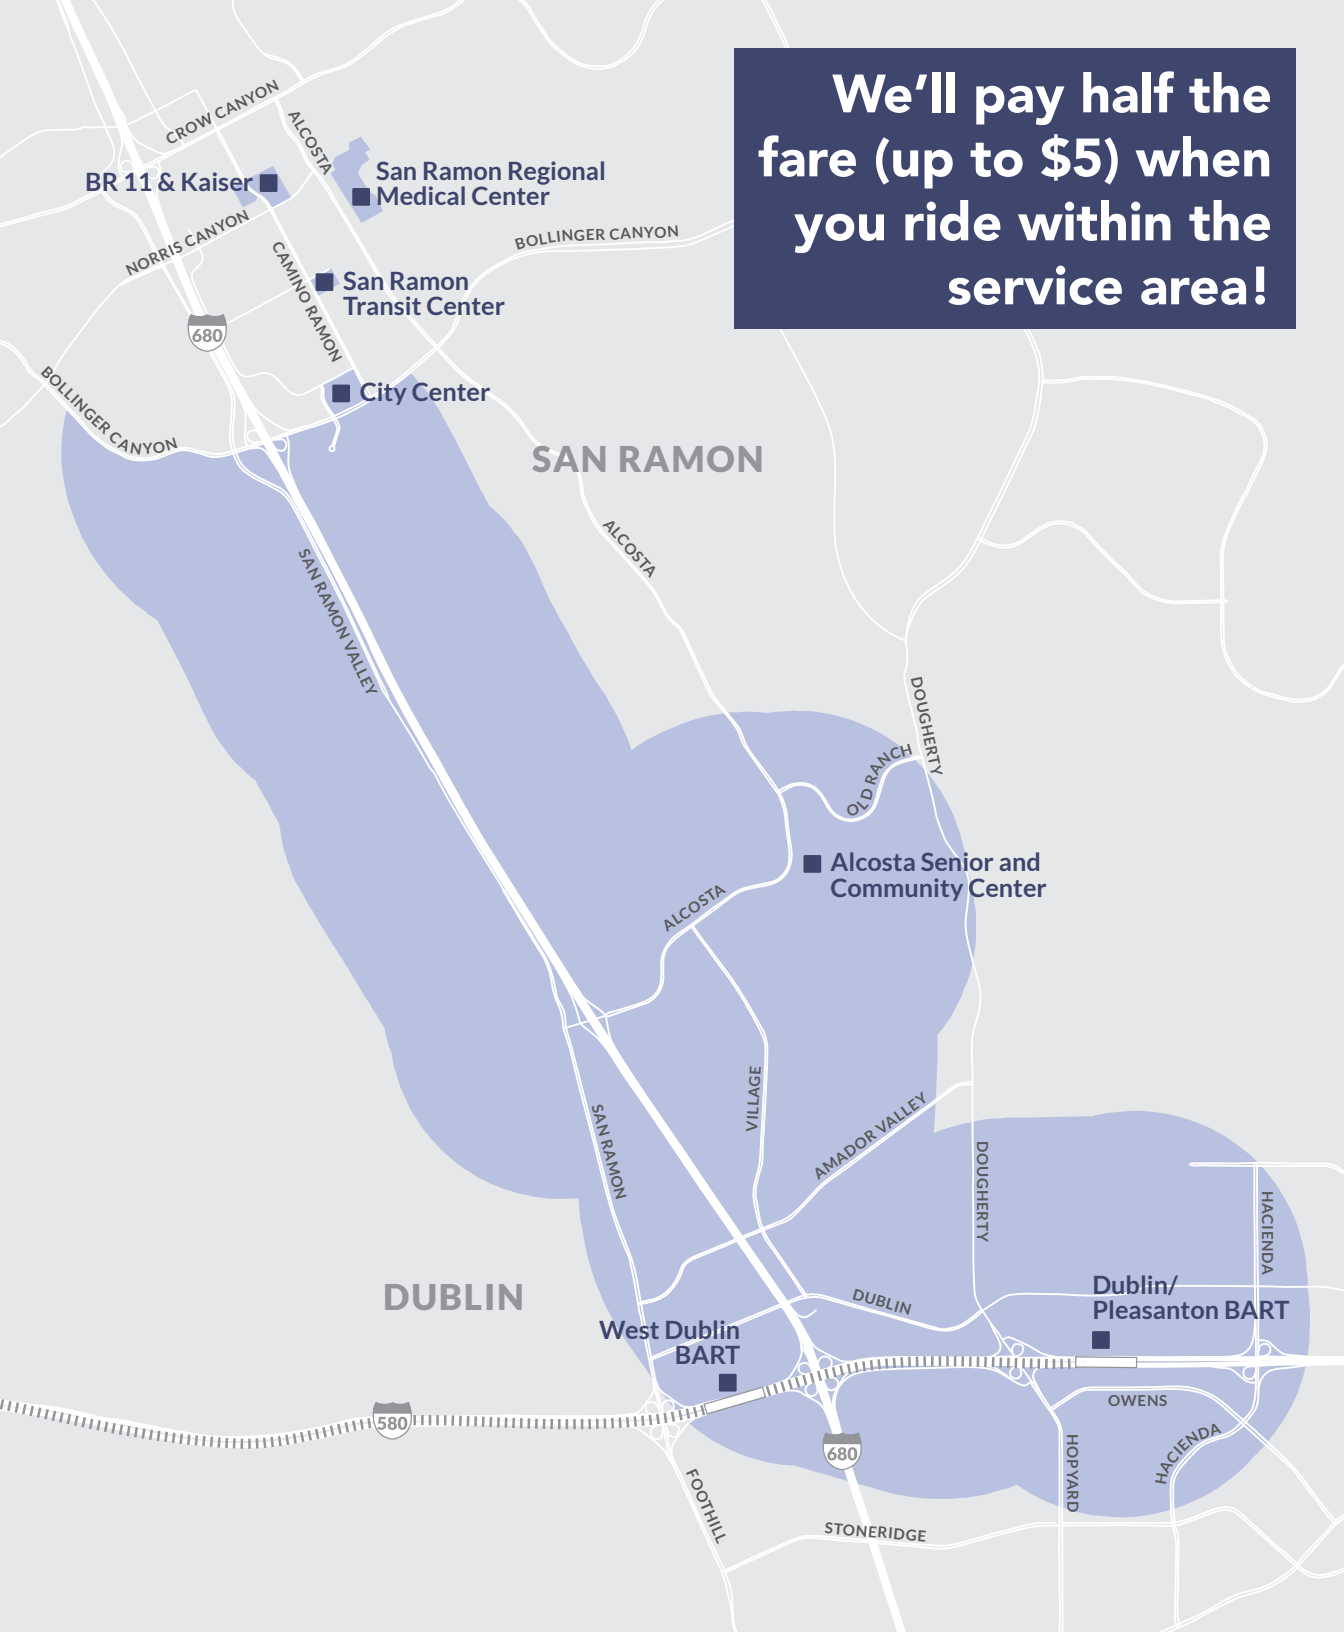 We'll pay half the
fare (up to $5) when
you ride within the
service area!
CROW CANYON
ALCOSTA
BR 11 & Kaiser
San Ramon Regional
Medical Center
NORRIS CANYON
BOLLINGER CANYON
CAMINO RAMON
San Ramon
Transit Center
680
BOLLINGER CANYON
City Center
SAN RAMON
ALCOSTA
SAN RAMON VALLEY
DOUGHERTY
OLD RANCH
Alcosta Senior and
Community Center
ALCOSTA
VILLAGE
SAN RAMON
AMADOR VALLEY
DOUGHERTY
HACIENDA
DUBLIN
DUBLIN
Dublin/
Pleasanton BART
West Dublin
BART
OWENS
580
680
HOPYARD
HACIENDA
FOOTHILL
STONERIDGE